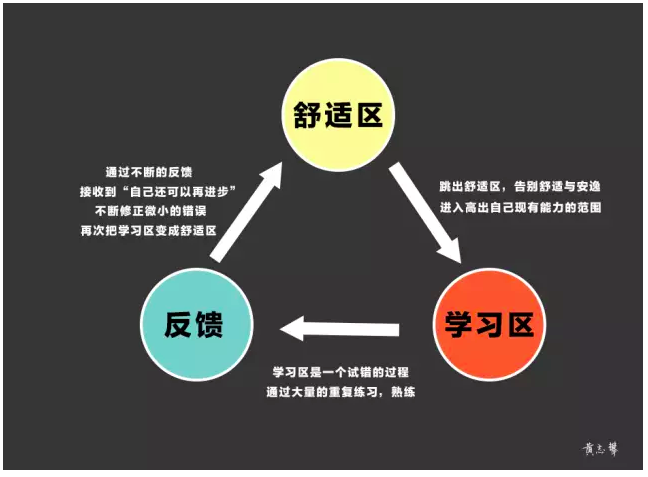 舒适区
通过不断的反馈
接收到“自己还可以再进步”
不断修正微小的错误
再次把学习区变成舒适区
跳出舒适区，告别舒适与安逸
进入高出自己现有能力的范围
反馈
学习区
学习区是一个试错的过程
通过大量的重复练习，熟练